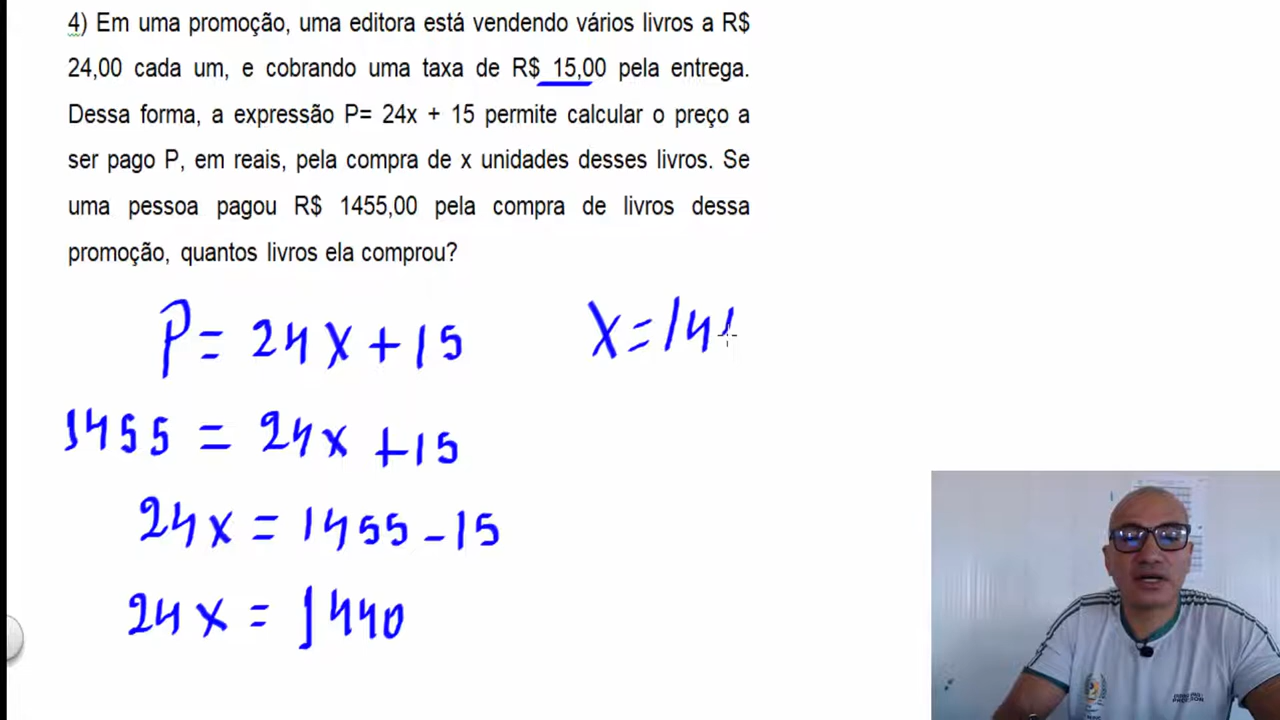 4) Em uma promoção, uma editora está vendendo vários livros a R$
24,00 cada um, e cobrando uma taxa de R$ 15,00 pela entrega.
Dessa forma, a expressão P= 24x + 15 permite calcular o preço a
ser pago P, em reais, pela compra de x unidades desses livros. Se
uma pessoa pagou R$ 1455,00 pela compra de livros dessa
promoção, quantos livros ela comprou?
P = 24x + 15
1455 = 24x + 15
24x = 1455 - 15
24x = 1440
X = 14